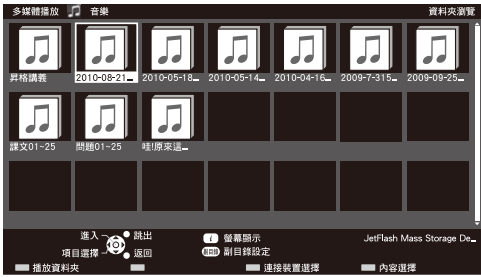 多媒體播放 音樂 資料夾瀏覽
昇格講義 2010-08-21... 2010-05-18... 2010-05-14... 2010-04-16... 2009-7-315... 2009-09-25...
課文01~25 問題01~25 哇!原來這...
進入 跳出 i 螢幕顯示 JetFlash Mass Storage De...
項目選擇 返回 副目錄 副目錄設定
播放資料夾 連接裝置選擇 內容選擇